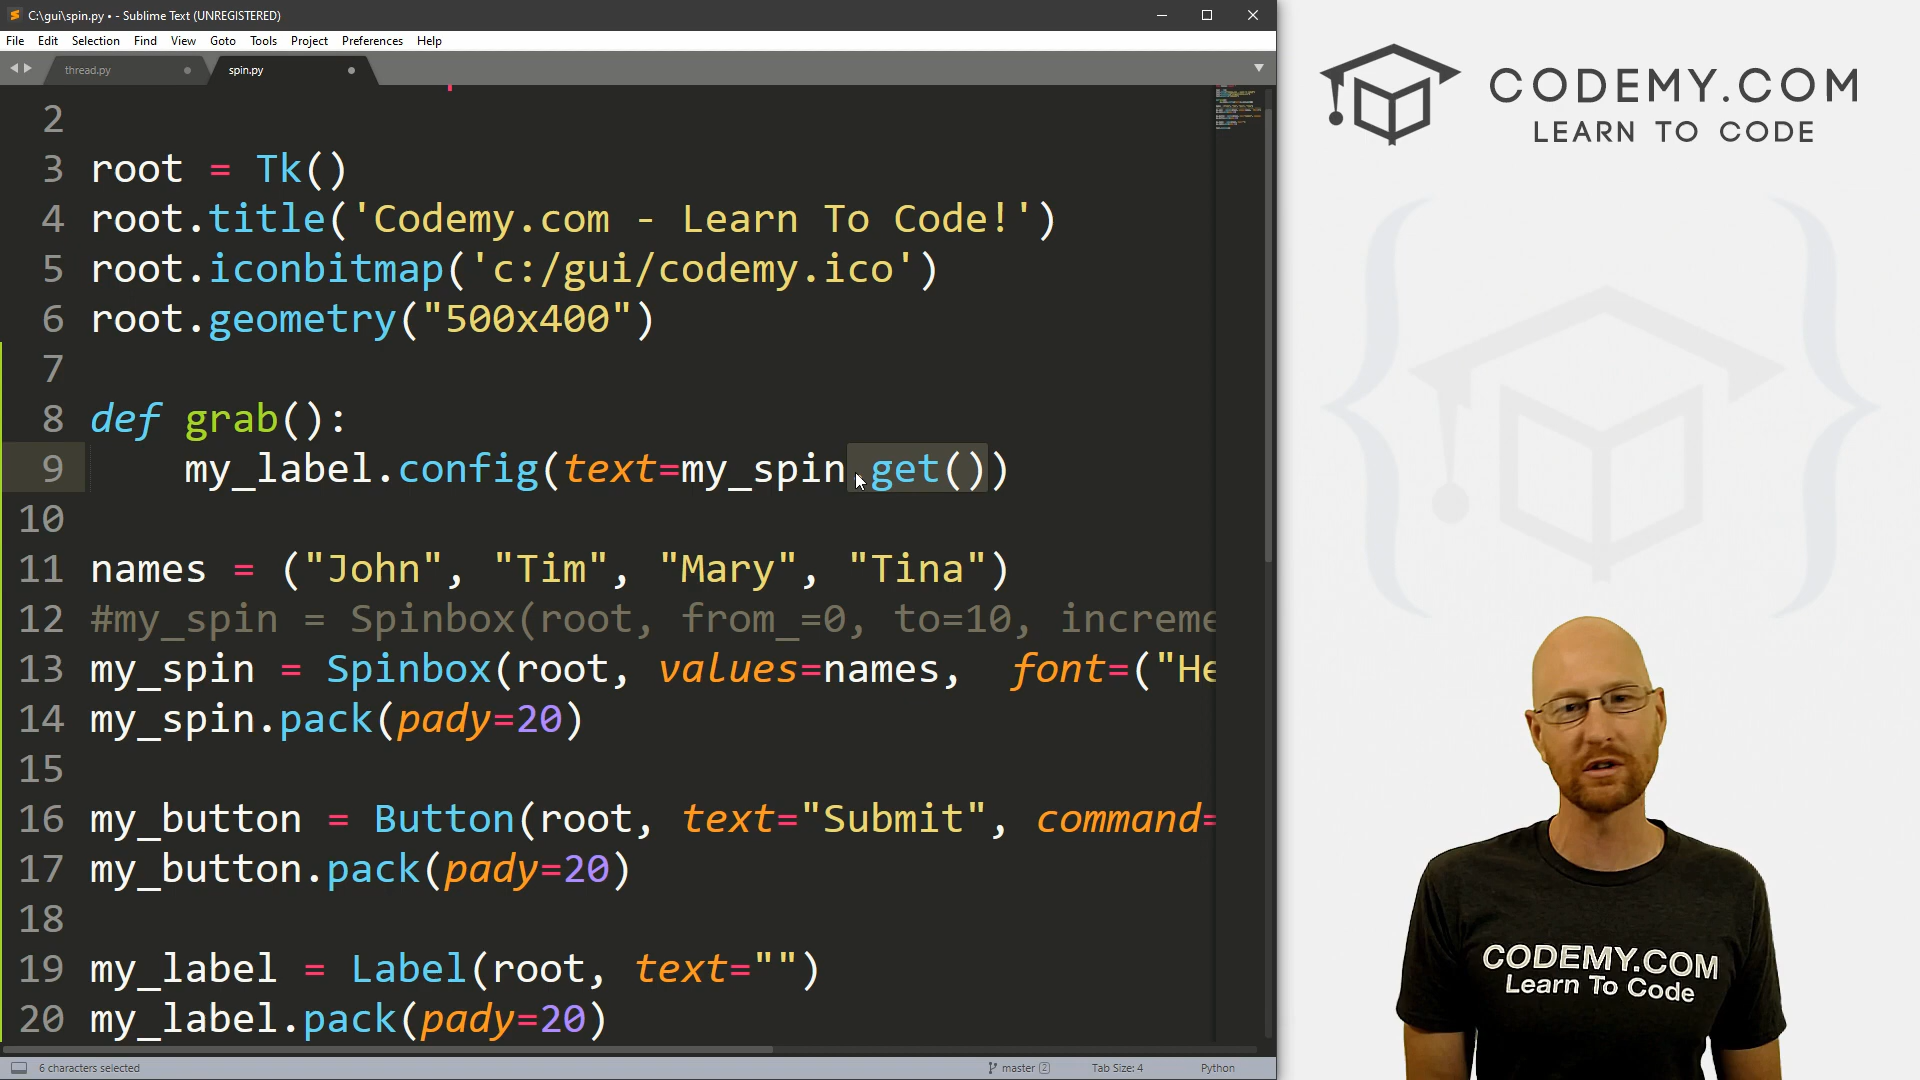 C:\gui\spin.py • - Sublime Text (UNREGISTERED)
File Edit Selection Find View Goto Tools Project Preferences Help
thread.py spin.py
2
3 root = Tk()
4 root.title('Codemy.com - Learn To Code!')
5 root.iconbitmap('c:/gui/codemy.ico')
6 root.geometry("500x400")
7
8 def grab():
9 my_label.config(text=my_spin.get())
10
11 names = ("John", "Tim", "Mary", "Tina")
12 #my_spin = Spinbox(root, from_=0, to=10, increme
13 my_spin = Spinbox(root, values=names, font=("He
14 my_spin.pack(pady=20)
15
16 my_button = Button(root, text="Submit", command=
17 my_button.pack(pady=20)
18
19 my_label = Label(root, text="")
20 my_label.pack(pady=20)
6 characters selected master 2 Tab Size: 4 Python
CODEMY.COM
LEARN TO CODE
CODEMY.COM
Learn To Code